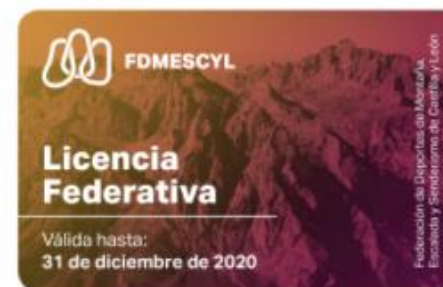 FDMESCYL
Licencia
Federativa
Válida hasta:
31 de diciembre de 2020
Federación de Deportes de Montaña,
Escalada y Senderismo de Castilla y León